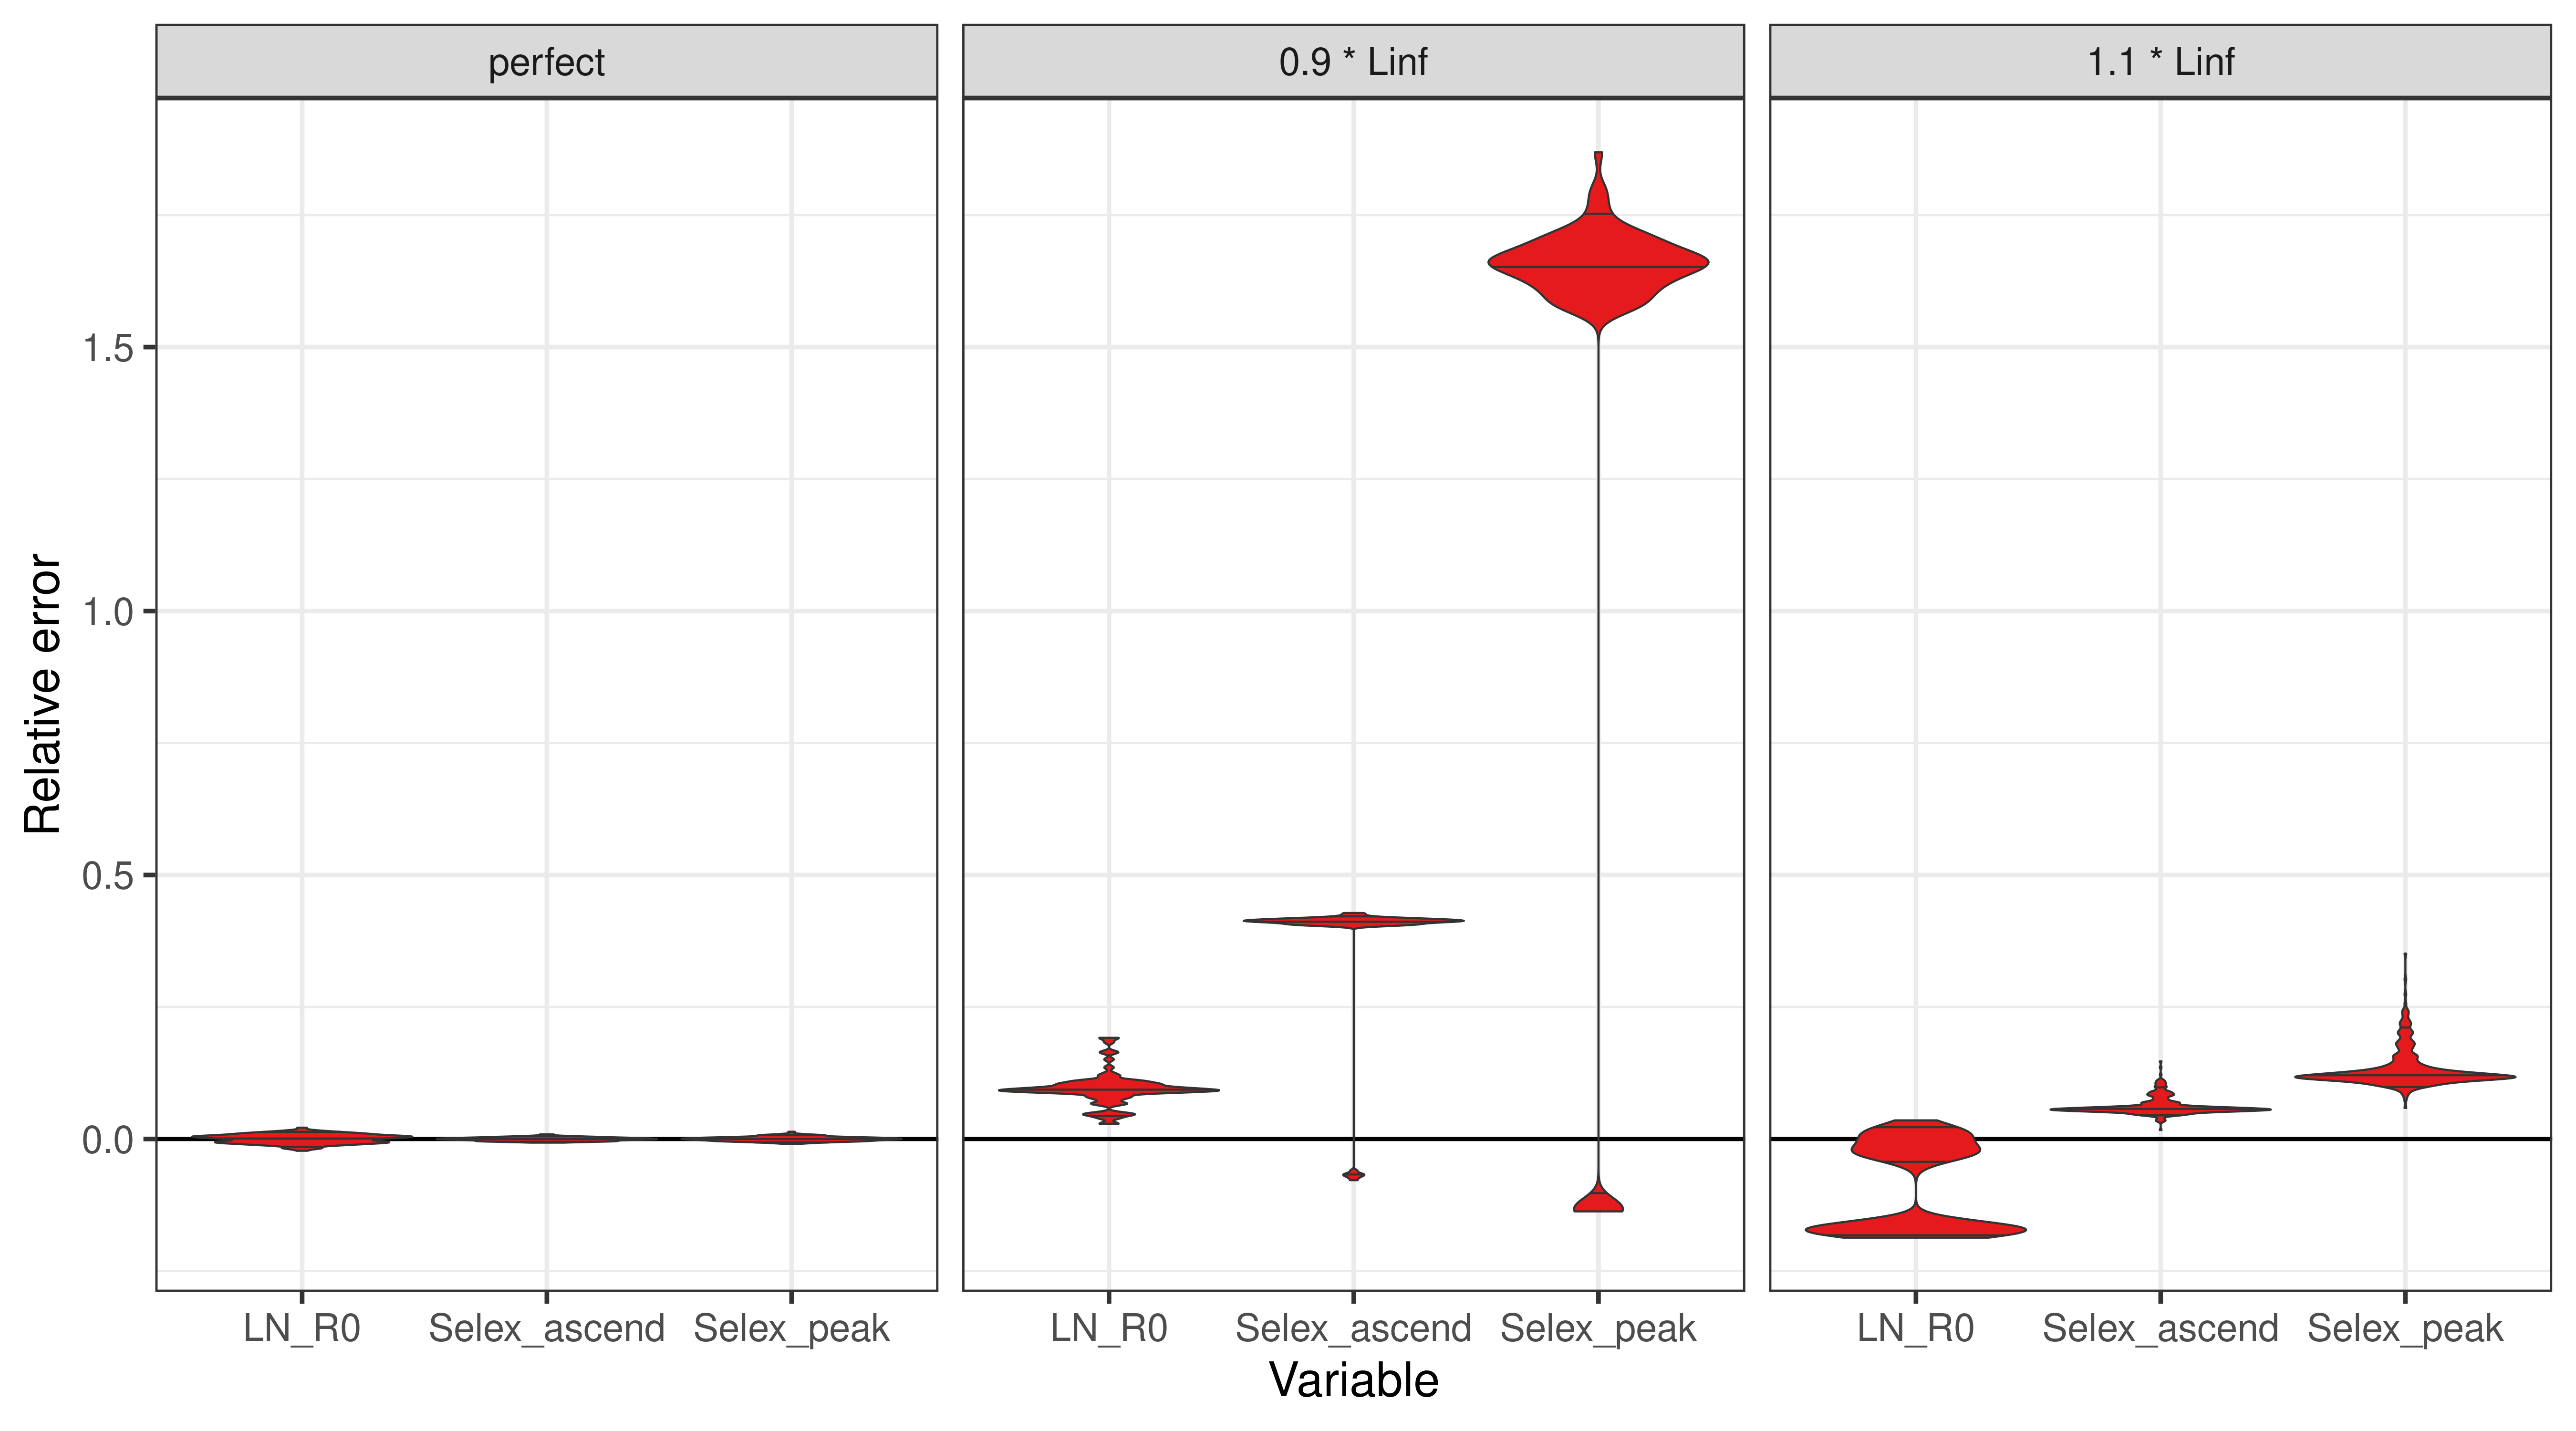 perfect
0.9 * Linf
1.1 * Linf
Relative error
1.5
1.0
0.5
0.0
LN_R0 Selex_ascend Selex_peak
LN_R0 Selex_ascend Selex_peak
LN_R0 Selex_ascend Selex_peak
Variable